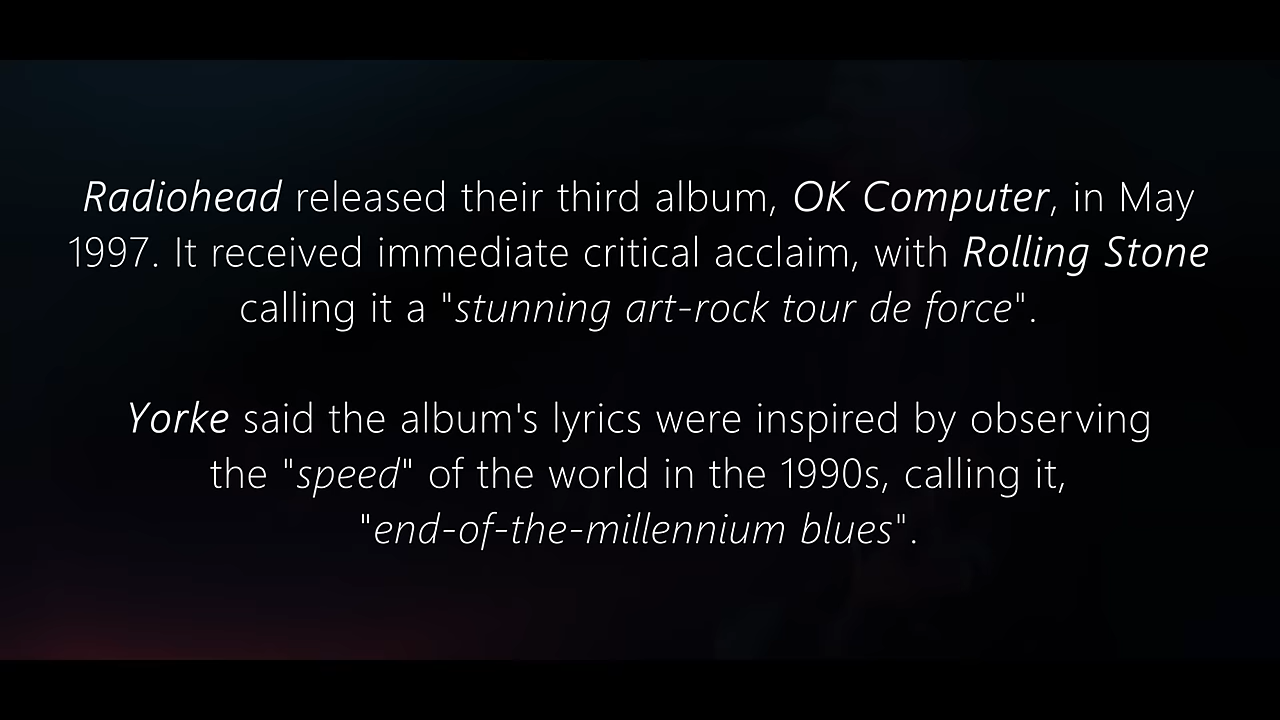 Radiohead released their third album, OK Computer, in May
1997. It received immediate critical acclaim, with Rolling Stone
calling it a "stunning art-rock tour de force".
Yorke said the album's lyrics were inspired by observing
the "speed" of the world in the 1990s, calling it,
"end-of-the-millennium blues".